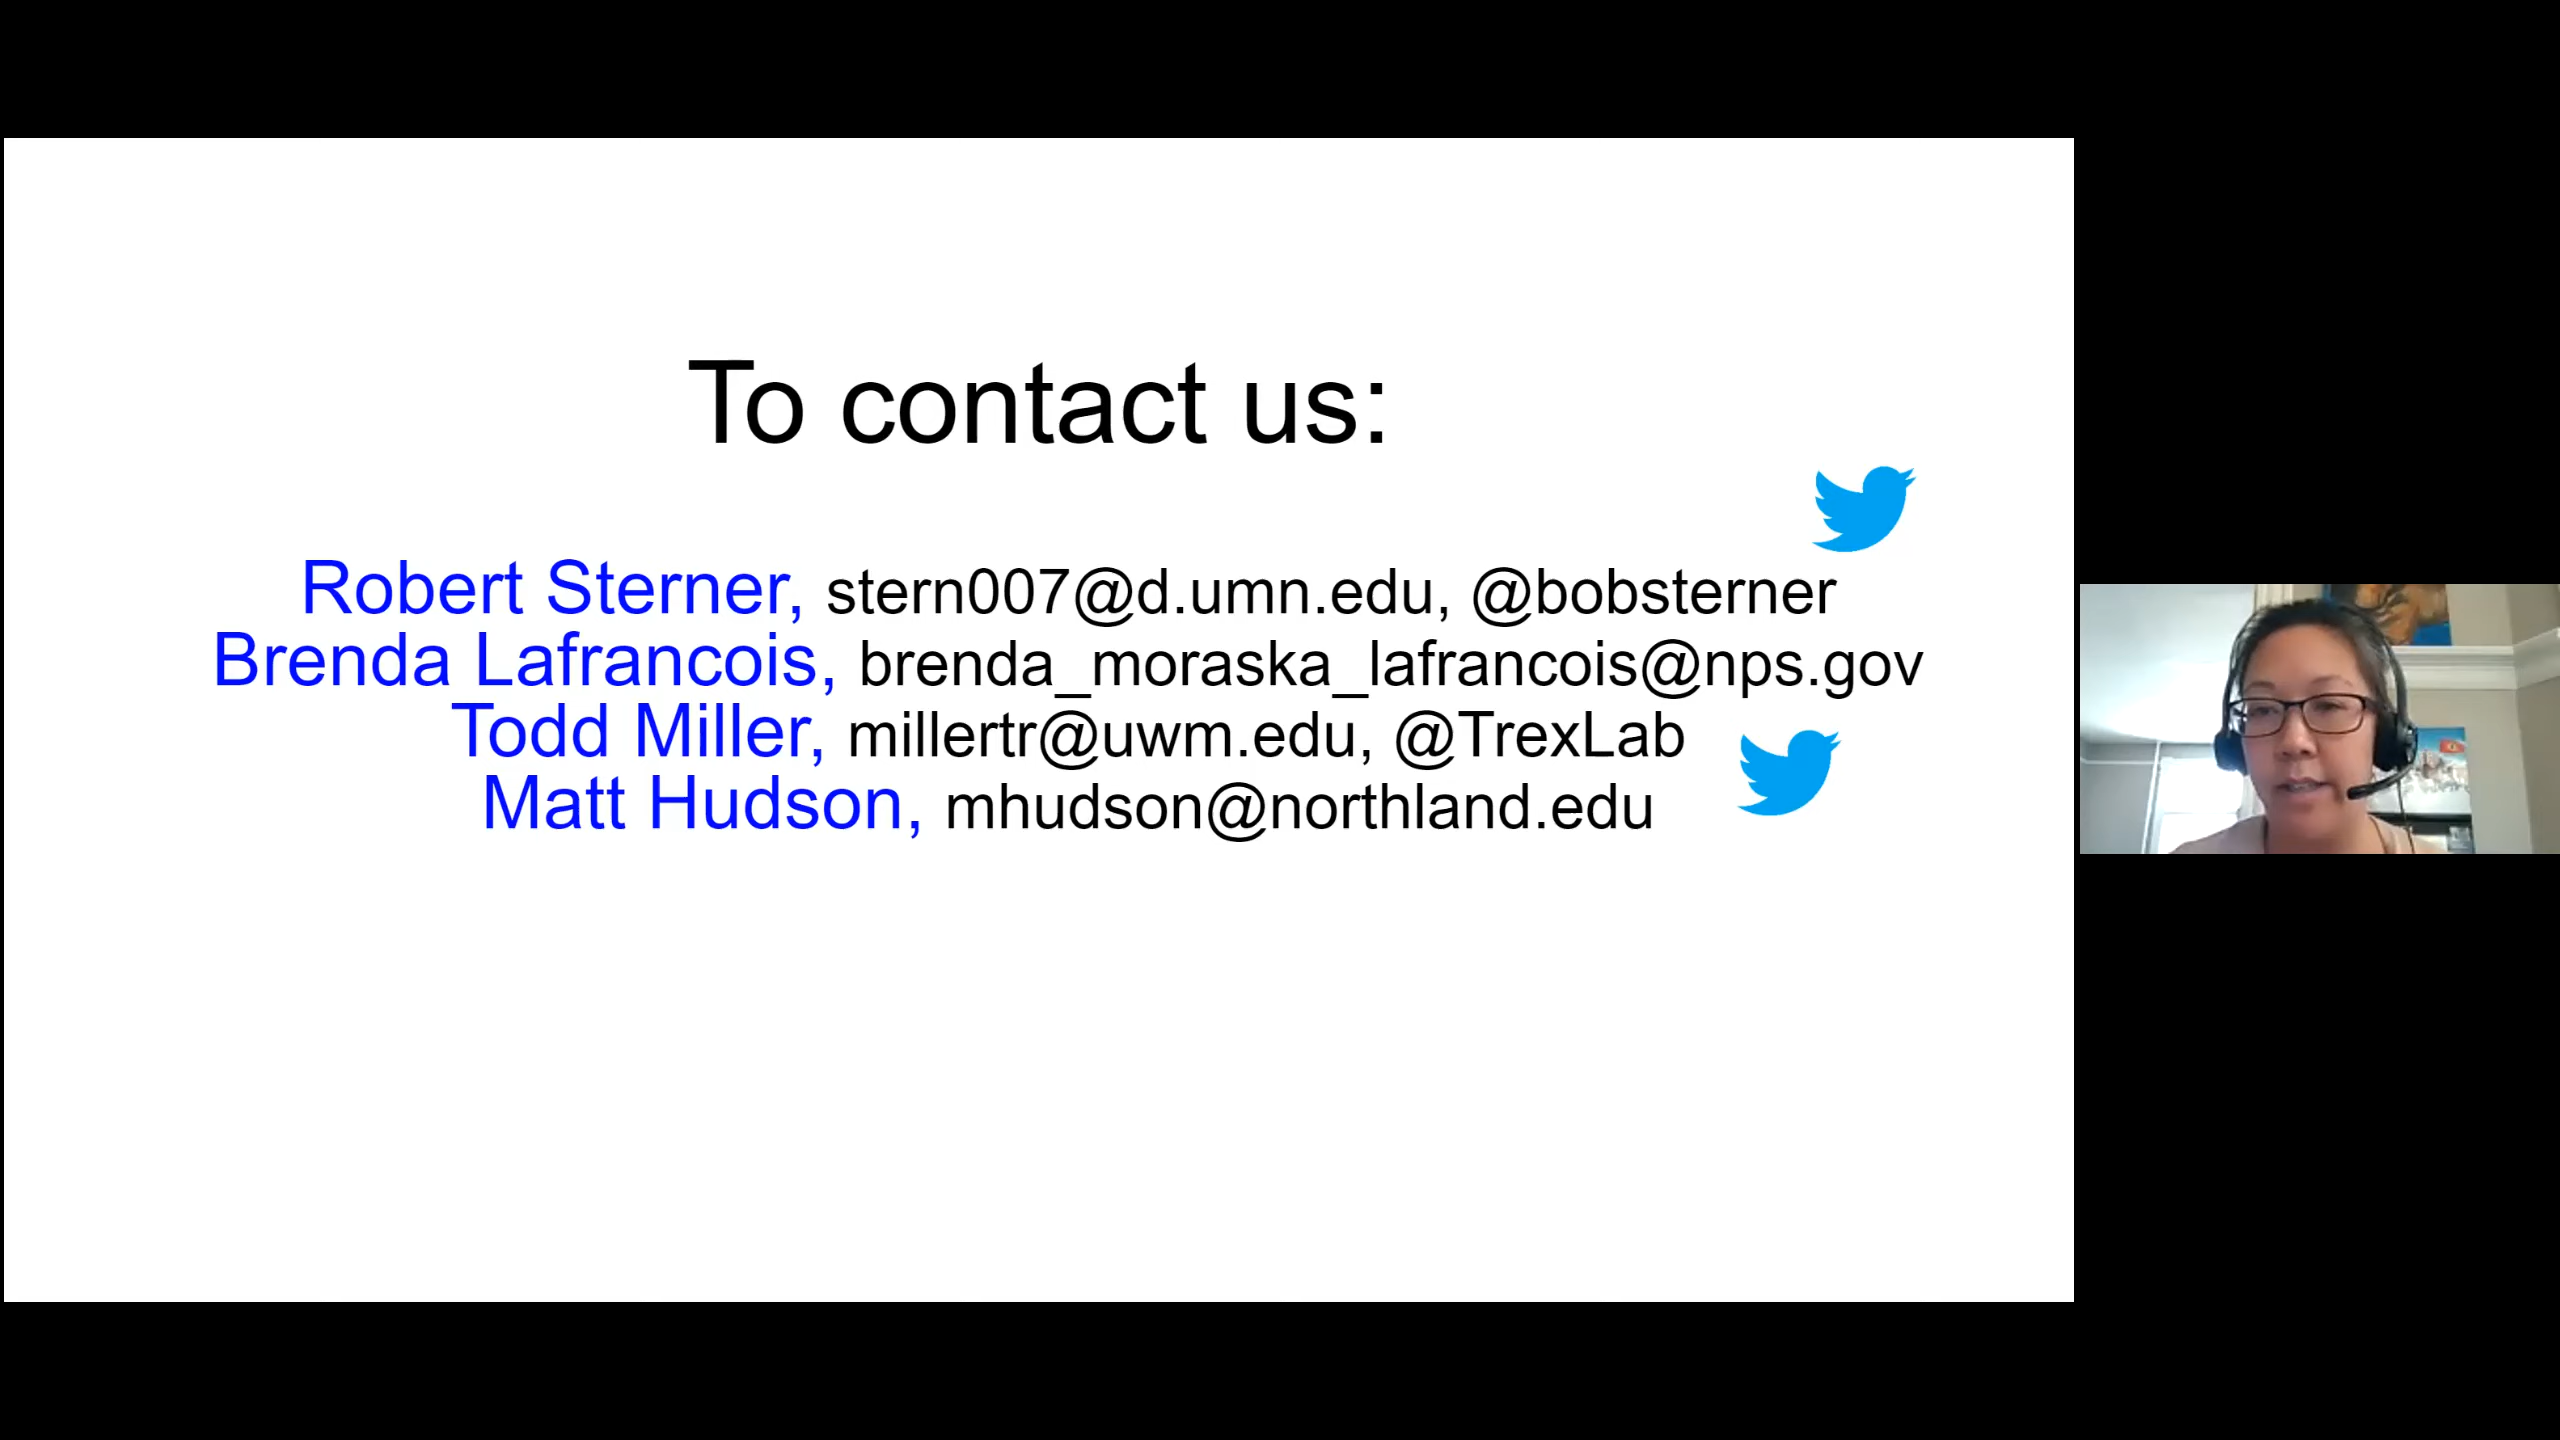 To contact us:
Robert Sterner, stern007@d.umn.edu, @bobsterner
Brenda Lafrancois, brenda_moraska_lafrancois@nps.gov
Todd Miller, millertr@uwm.edu, @TrexLab
Matt Hudson, mhudson@northland.edu